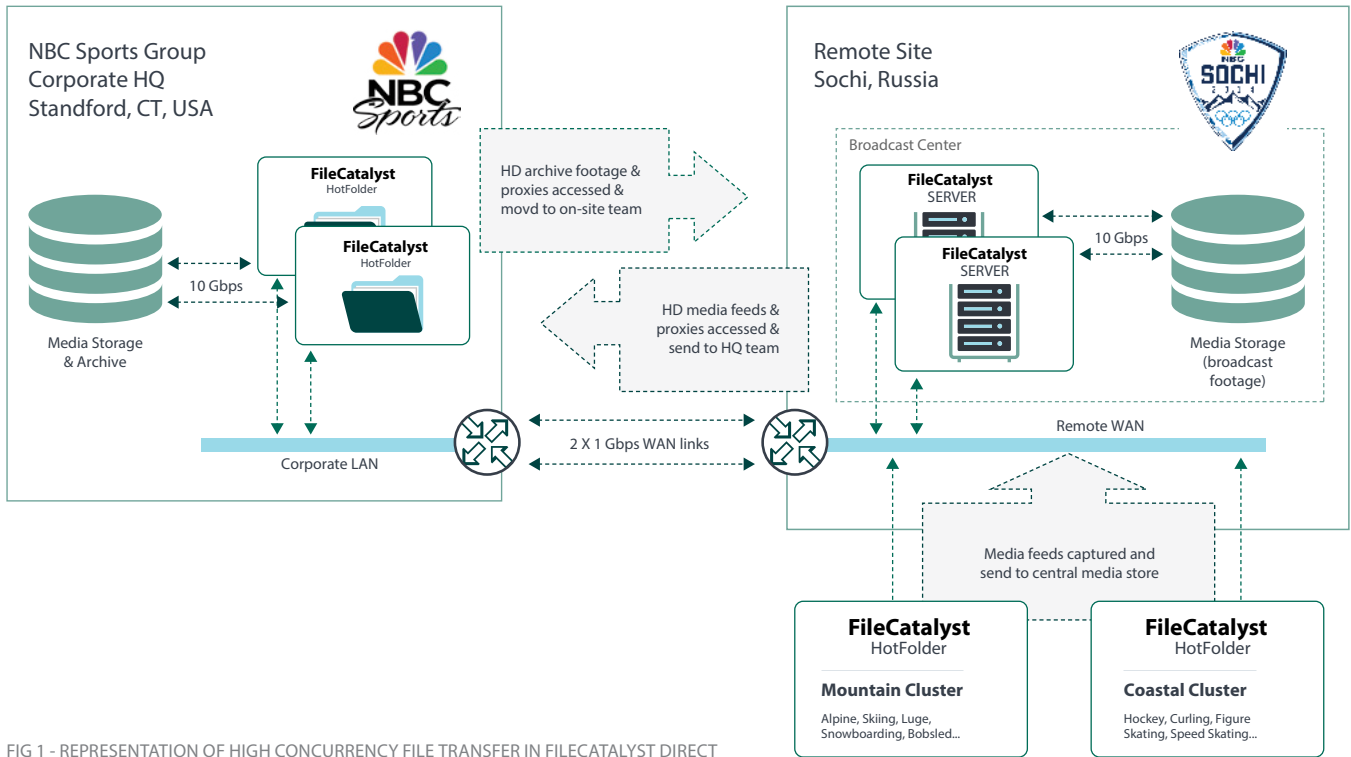 NBC Sports Group
Corporate HQ
Standford, CT, USA
NBC
Sports
FileCatalyst
HotFolder
FileCatalyst
HotFolder
10 Gbps
Media Storage
& Archive
Corporate LAN
HD archive footage &
proxies accessed &
movd to on-site team
HD media feeds &
proxies accessed &
send to HQ team
2 X 1 Gbps WAN links
Remote Site
Sochi, Russia
NBC
SOCHI
2014
Broadcast Center
FileCatalyst
SERVER
FileCatalyst
SERVER
10 Gbps
Media Storage
(broadcast
footage)
Remote WAN
Media feeds captured and
send to central media store
FileCatalyst
HotFolder
Mountain Cluster
Alpine, Skiing, Luge,
Snowboarding, Bobsled...
FileCatalyst
HotFolder
Coastal Cluster
Hockey, Curling, Figure
Skating, Speed Skating...
FIG 1 - REPRESENTATION OF HIGH CONCURRENCY FILE TRANSFER IN FILECATALYST DIRECT